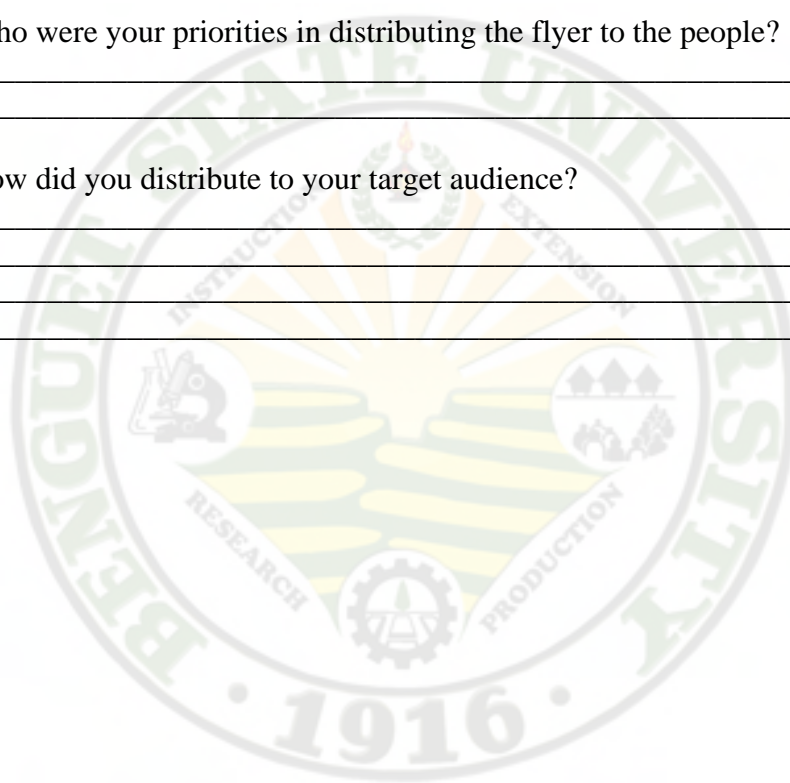 ho were your priorities in distributing the flyer to the people?
ow did you distribute to your target audience?
BENGUET STATE UNIVERSITY
INSTRUCTION
EXTENSION
RESEARCH
PRODUCTION
• 1916 •